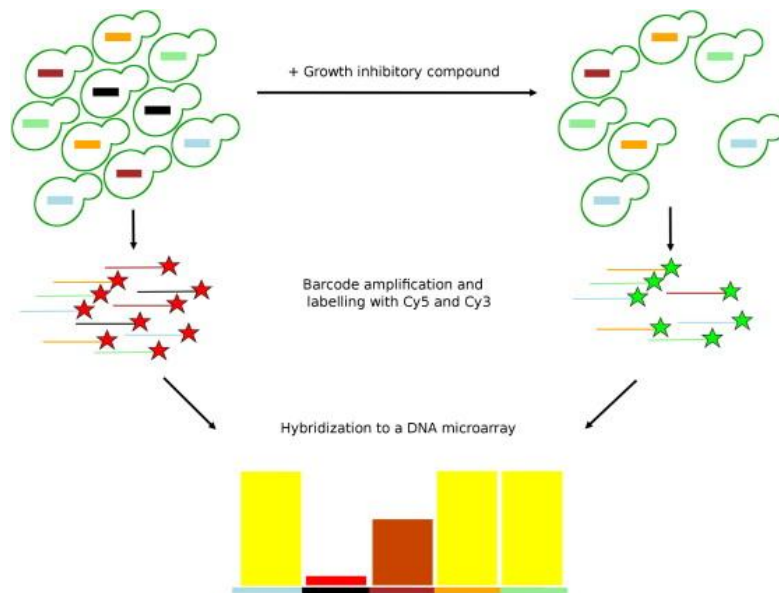 + Growth inhibitory compound
Barcode amplification and
labelling with Cy5 and Cy3
Hybridization to a DNA microarray